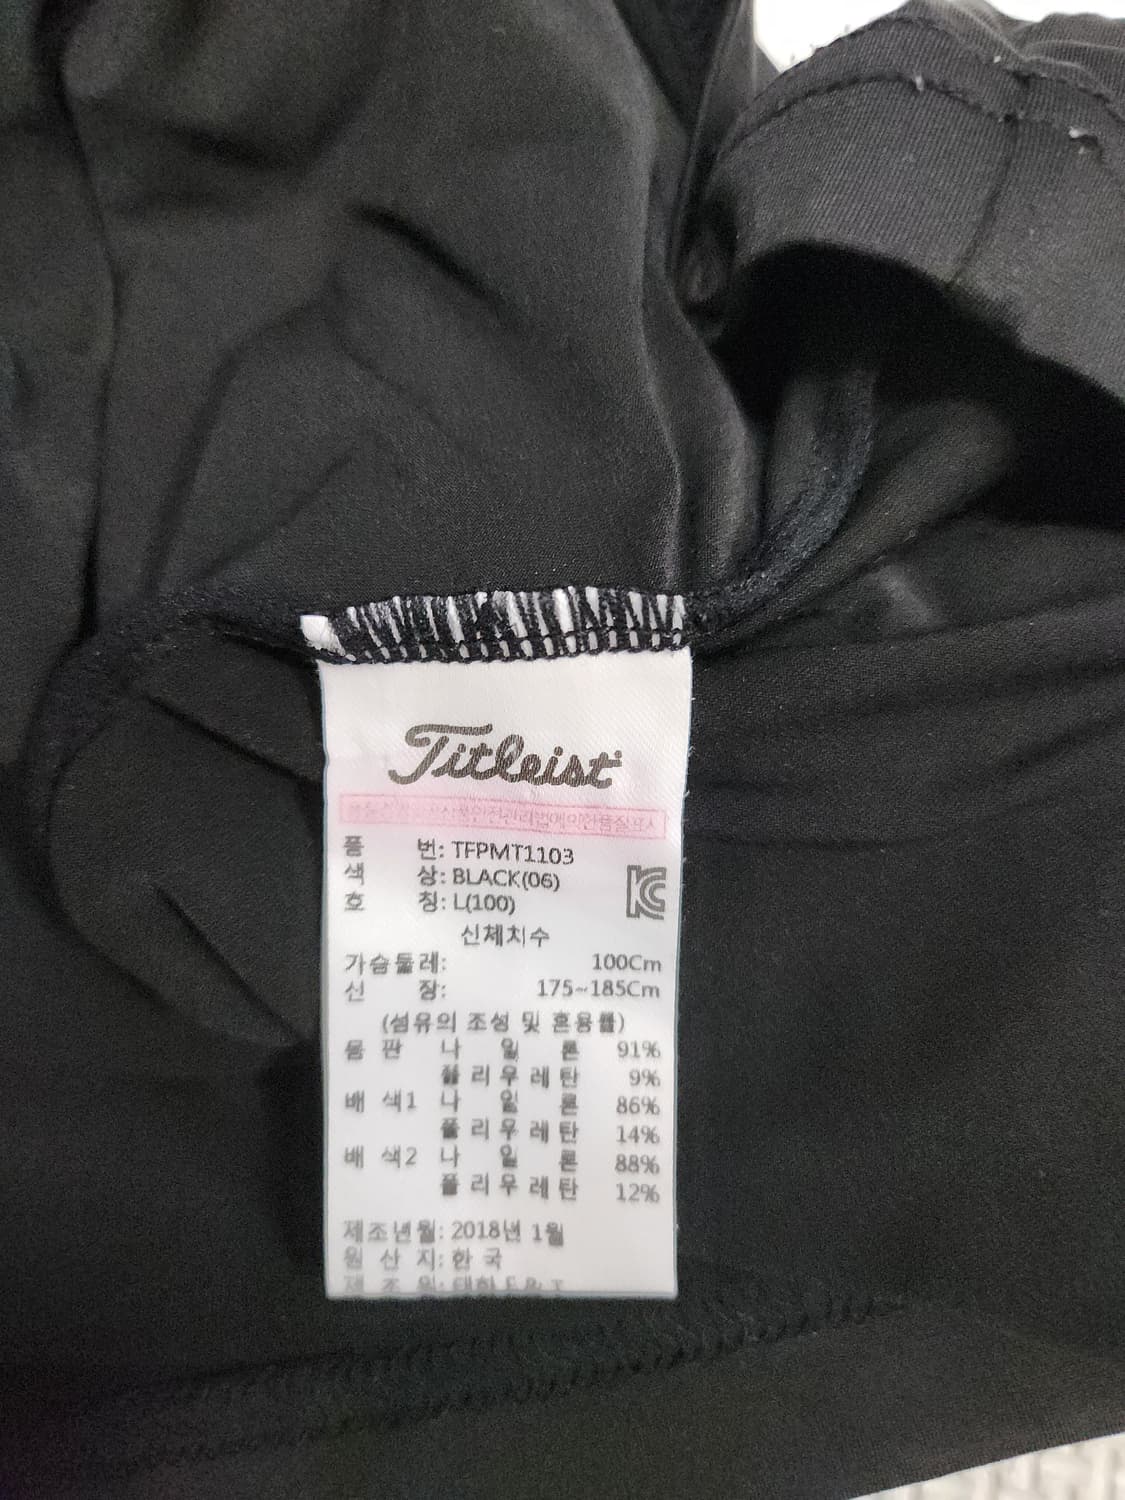 Titleist
품 번: TFPMT1103
색 상: BLACK(06)
호 칭: L(100)
신체치수
가슴둘레: 100Cm
신 장: 175~185Cm
(섬유의 조성 및 혼용률)
몸 판 나 일 론 91%
폴 리 우 레 탄 9%
배 색1 나 일 론 86%
폴 리 우 레 탄 14%
배 색2 나 일 론 88%
폴 리 우 레 탄 12%
제조년월: 2018년 1월
원 산 지: 한 국